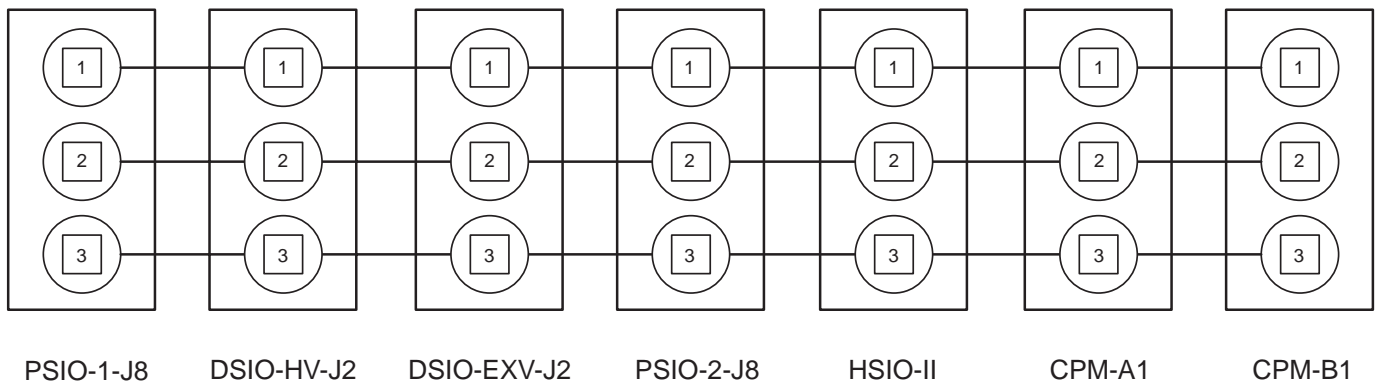 1 1 1 1 1 1 1
2 2 2 2 2 2 2
3 3 3 3 3 3 3
PSIO-1-J8 DSIO-HV-J2 DSIO-EXV-J2 PSIO-2-J8 HSIO-II CPM-A1 CPM-B1